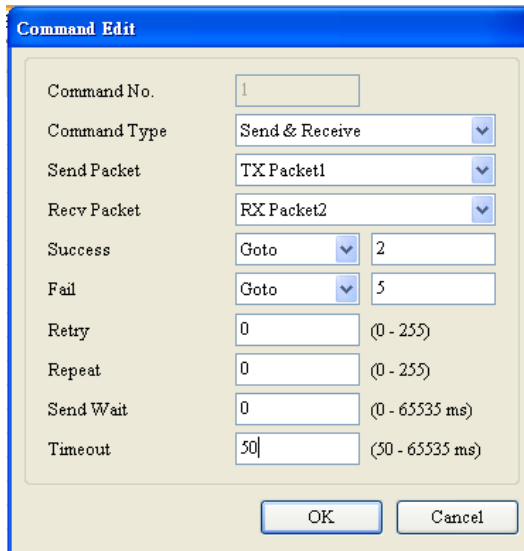 Command Edit
Command No. 1
Command Type Send & Receive
Send Packet TX Packet1
Recv Packet RX Packet2
Success Goto 2
Fail Goto 5
Retry 0 (0 - 255)
Repeat 0 (0 - 255)
Send Wait 0 (0 - 65535 ms)
Timeout 50 (50 - 65535 ms)
OK Cancel